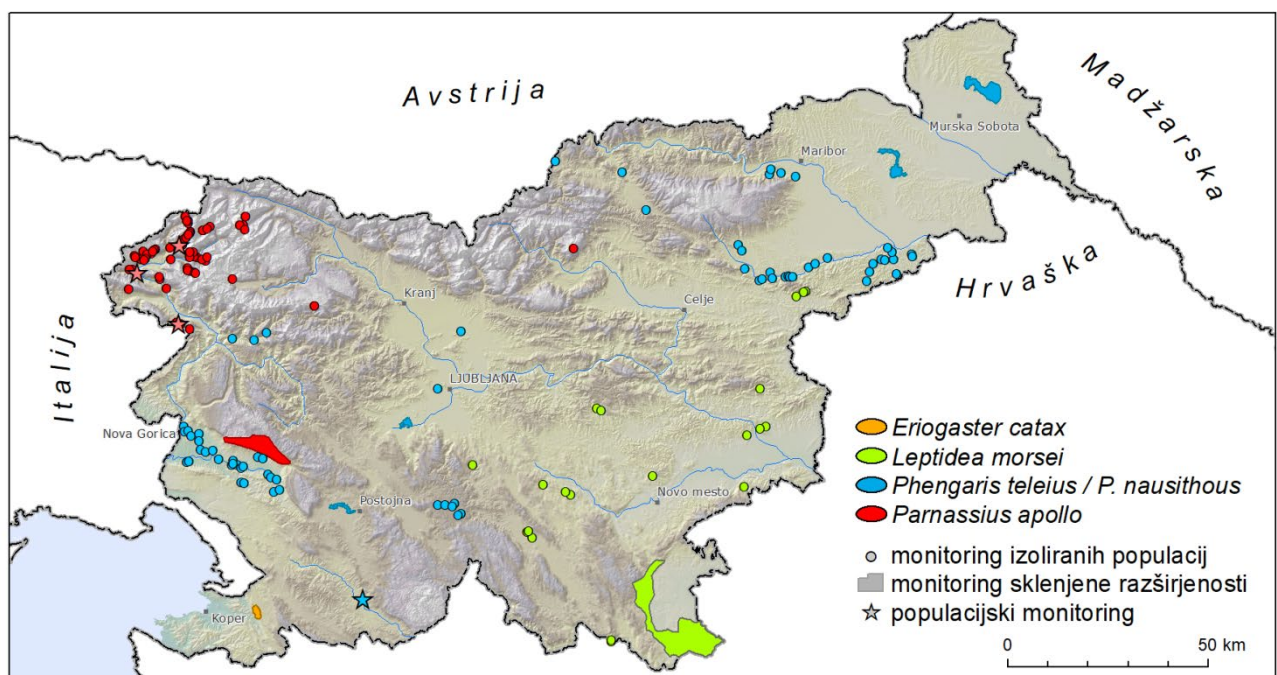 Avstrija
Madžarska
Murska Sobota
Maribor
Hrvaška
Kranj
Celje
Italija
LJUBLJANA
Nova Gorica
Eriogaster catax
Leptidea morsei
Phengaris teleius / P. nausithous
Parnassius apollo
Postojna
Novo mesto
monitoring izoliranih populacij
monitoring sklenjene razširjenosti
populacijski monitoring
Koper
0 50 km